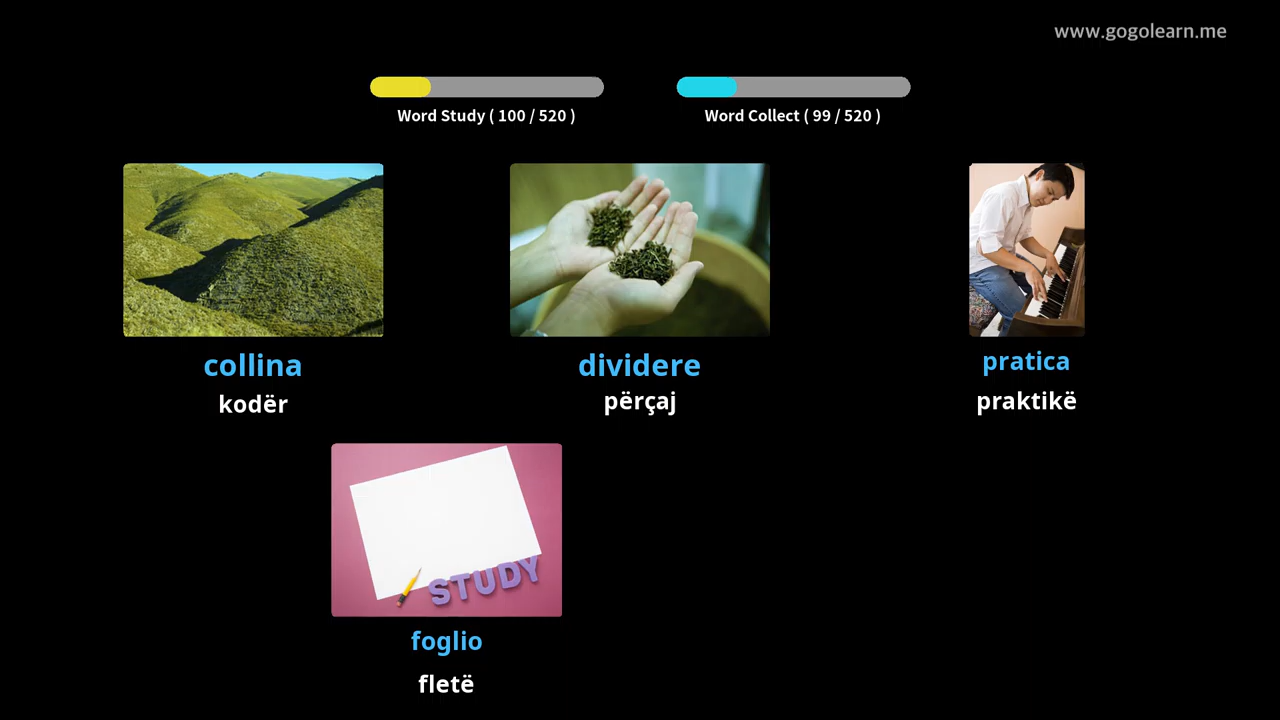 www.gogolearn.me
Word Study ( 100 / 520 )
Word Collect ( 99 / 520 )
collina
kodër
dividere
përçaj
pratica
praktikë
STUDY
foglio
fletë